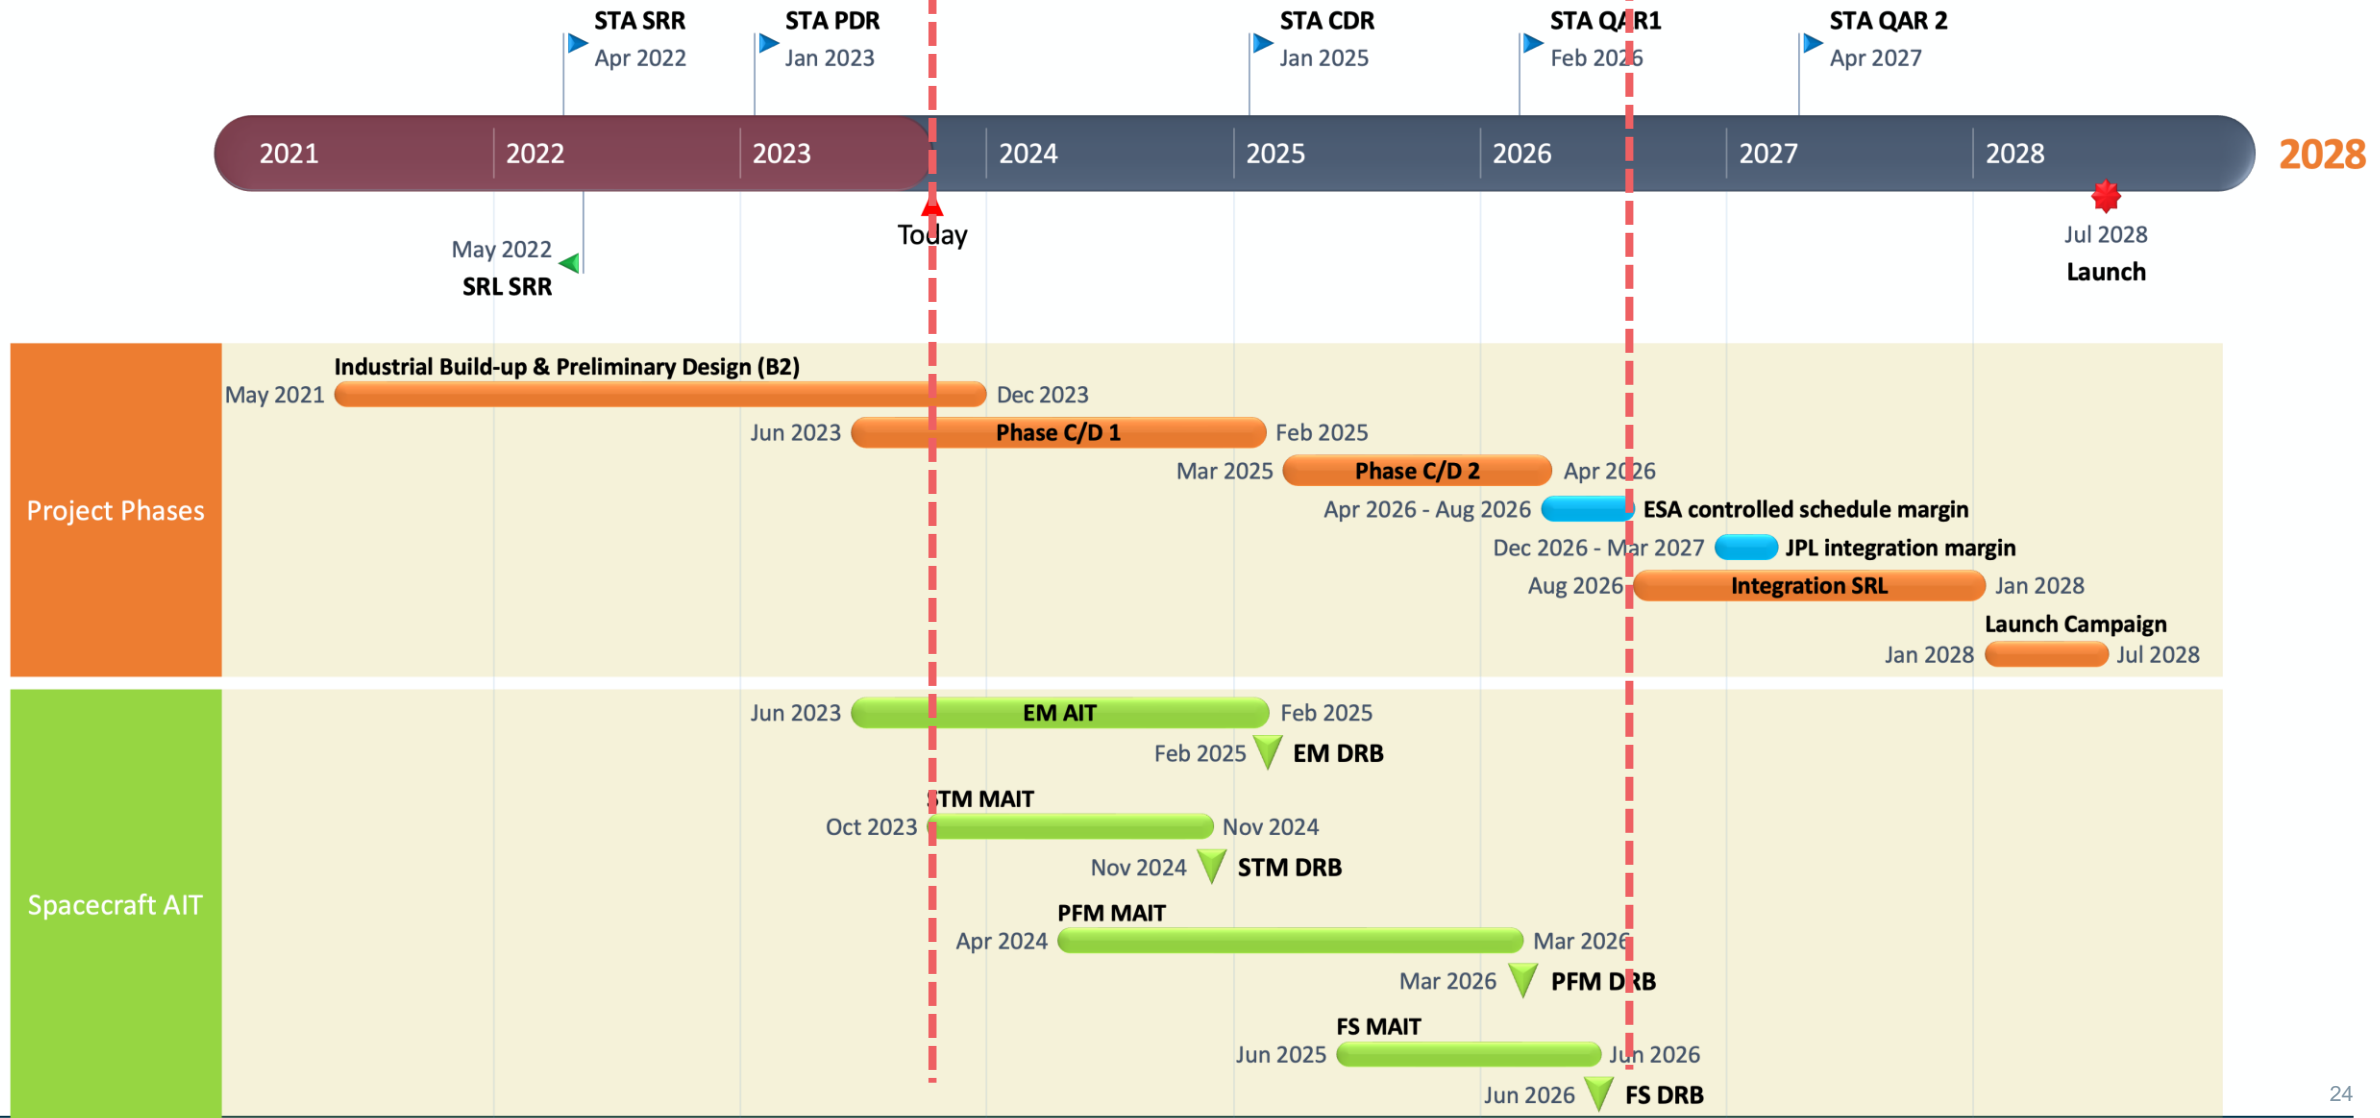 STA SRR
Apr 2022
STA PDR
Jan 2023
STA CDR
Jan 2025
STA QAR1
Feb 2026
STA QAR 2
Apr 2027
2021 2022 2023 2024 2025 2026 2027 2028 2028
Today
May 2022
SRL SRR
Jul 2028
Launch
Project Phases
Industrial Build-up & Preliminary Design (B2)
May 2021 Dec 2023
Jun 2023 Phase C/D 1 Feb 2025
Mar 2025 Phase C/D 2 Apr 2026
Apr 2026 - Aug 2026 ESA controlled schedule margin
Dec 2026 - Mar 2027 JPL integration margin
Aug 2026 Integration SRL Jan 2028
Launch Campaign
Jan 2028 Jul 2028
Spacecraft AIT
Jun 2023 EM AIT Feb 2025
Feb 2025 EM DRB
STM MAIT
Oct 2023 Nov 2024
Nov 2024 STM DRB
PFM MAIT
Apr 2024 Mar 2026
Mar 2026 PFM DRB
FS MAIT
Jun 2025 Jun 2026
Jun 2026 FS DRB
24